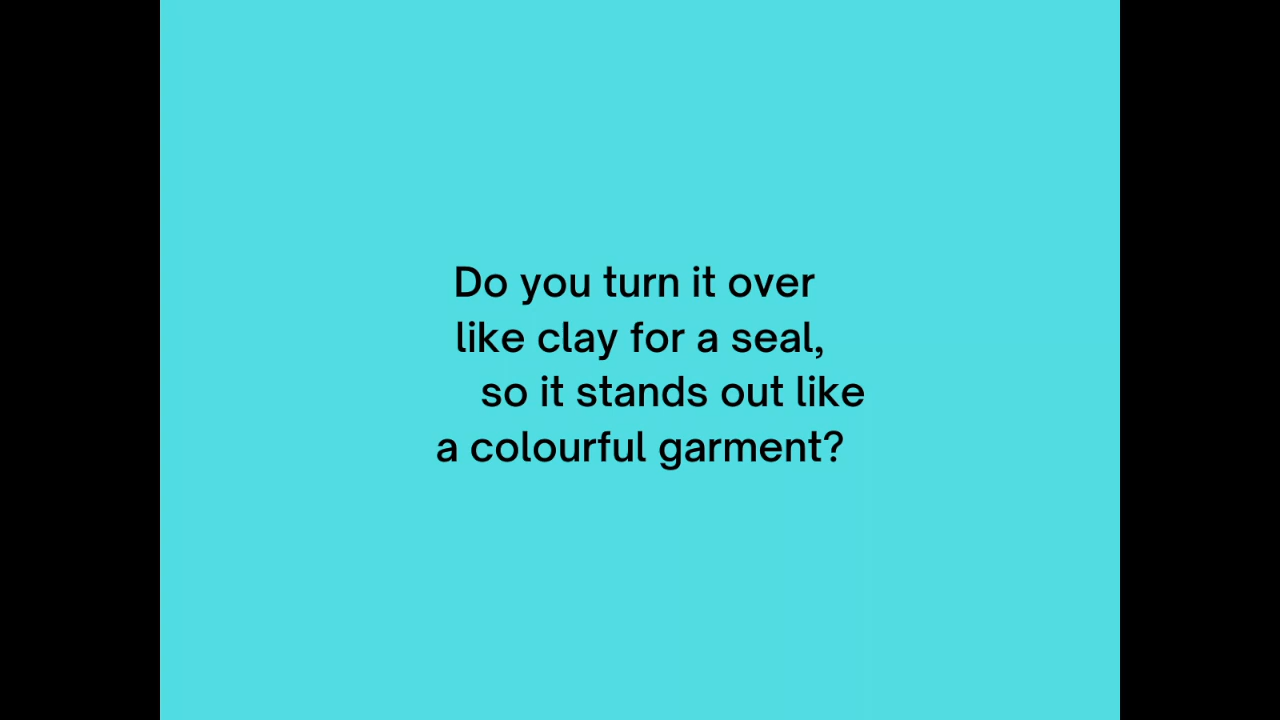 Do you turn it over
like clay for a seal,
so it stands out like
a colourful garment?